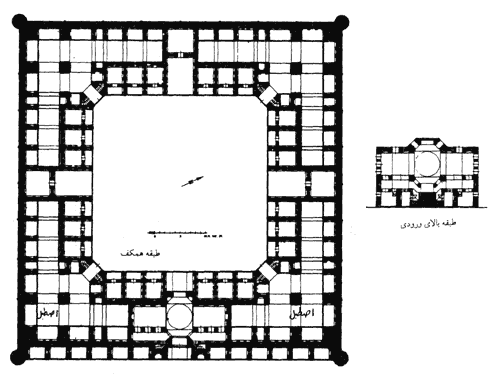 طبقه بالای ورودی
طبقه همکف
اصطبل
اصطبل